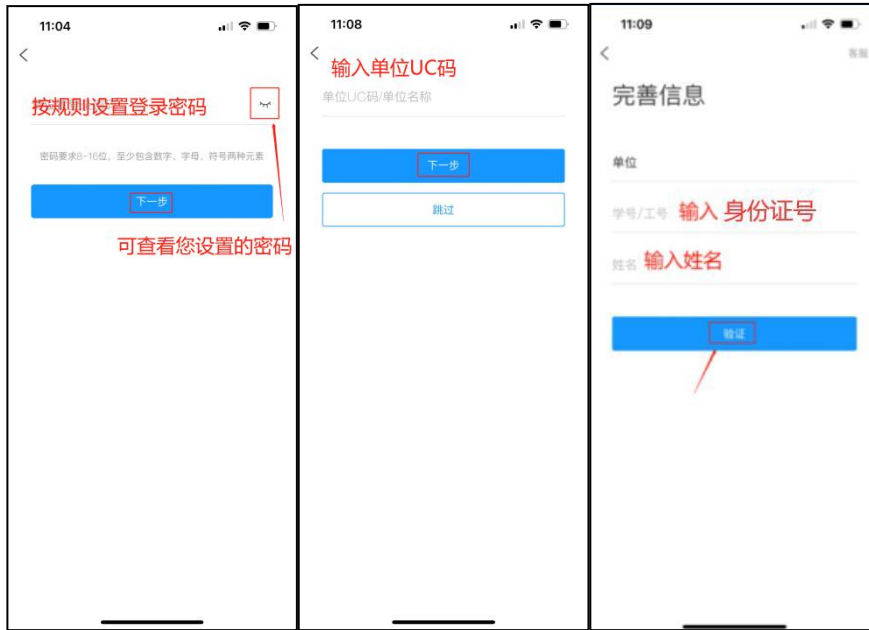 11:04
按规则设置登录密码
密码要求8-16位，至少包含数字、字母、符号两种元素
下一步
可查看您设置的密码
11:08
输入单位UC码
单位UC码/单位名称
下一步
跳过
11:09
客服
完善信息
单位
学号/工号 输入 身份证号
姓名 输入姓名
验证